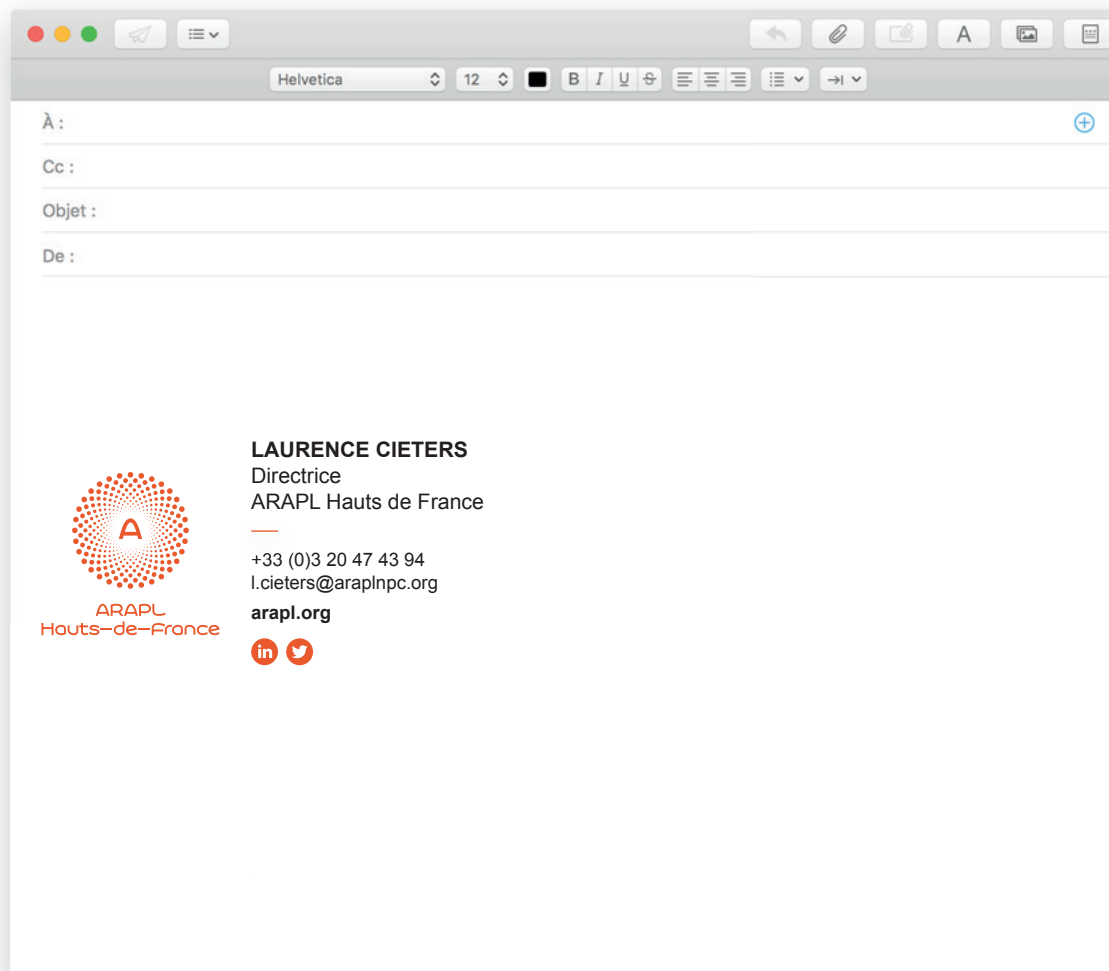 Helvetica 12 B I U S A
À :
Cc :
Objet :
De :
LAURENCE CIETERS
Directrice
ARAPL Hauts de France
+33 (0)3 20 47 43 94
l.cieters@araplnpc.org
arapl.org
in
A
ARAPL
Hauts-de-France